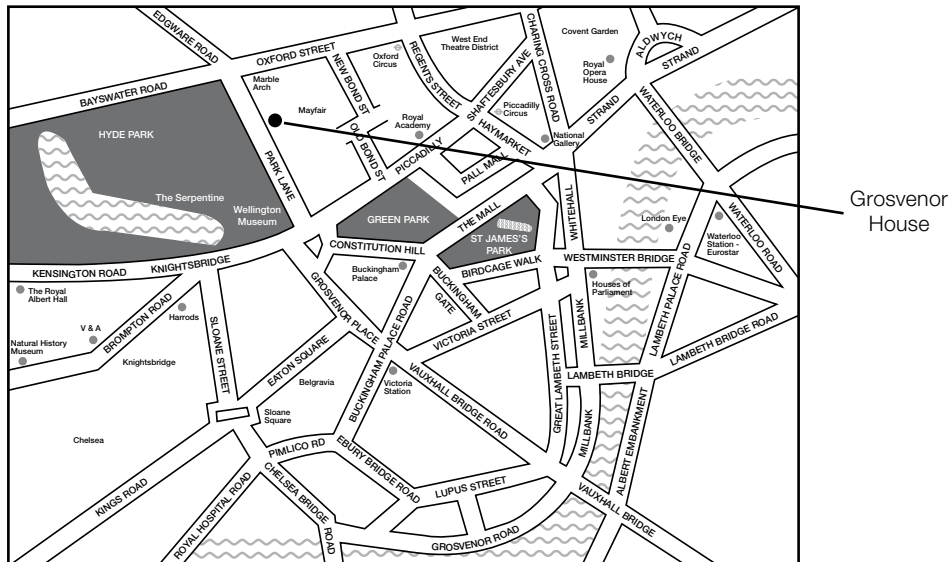 EDGWARE ROAD
OXFORD STREET
BAYSWATER ROAD
Marble
Arch
Mayfair
NEW BOND ST
OLD BOND ST
Oxford
Circus
REGENTS STREET
West End
Theatre District
SHAFTESBURY AVE
CHARING CROSS ROAD
Covent Garden
Royal
Opera
House
ALDWYCH
STRAND
STRAND
WATERLOO BRIDGE
HYDE PARK
The Serpentine
PARK LANE
Wellington
Museum
Royal
Academy
PICCADILLY
Piccadilly
Circus
HAYMARKET
PALL MALL
National
Gallery
Grosvenor
House
GREEN PARK
THE MALL
ST JAMES'S
PARK
WHITEHALL
London Eye
Waterloo
Station -
Eurostar
WATERLOO ROAD
KENSINGTON ROAD
KNIGHTSBRIDGE
CONSTITUTION HILL
BIRDCAGE WALK
WESTMINSTER BRIDGE
The Royal
Albert Hall
V & A
Natural History
Museum
BROMPTON ROAD
Harrods
Knightsbridge
SLOANE STREET
GROSVENOR PLACE
Buckingham
Palace
BUCKINGHAM
GATE
BUCKINGHAM PALACE ROAD
VICTORIA STREET
Houses of
Parliament
MILLBANK
GREAT LAMBETH STREET
LAMBETH PALACE ROAD
LAMBETH BRIDGE ROAD
LAMBETH BRIDGE
EATON SQUARE
Belgravia
Victoria
Station
VAUXHALL BRIDGE ROAD
Sloane
Square
Chelsea
PIMLICO RD
EBURY BRIDGE ROAD
LUPUS STREET
MILLBANK
ALBERT EMBANKMENT
KINGS ROAD
ROYAL HOSPITAL ROAD
CHELSEA BRIDGE
ROAD
GROSVENOR ROAD
VAUXHALL BRIDGE